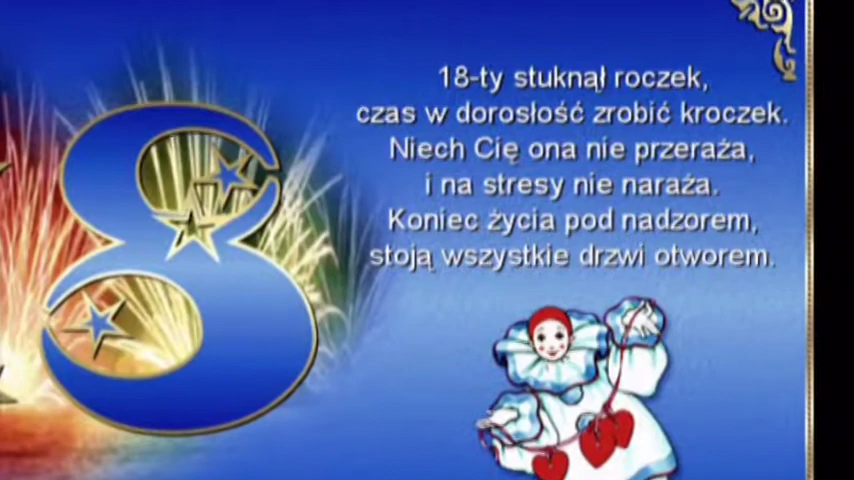 8
18-ty stuknął roczek,
czas w dorosłość zrobić kroczek.
Niech Cię ona nie przeraża,
i na stresy nie naraża.
Koniec życia pod nadzorem,
stoją wszystkie drzwi otworem.